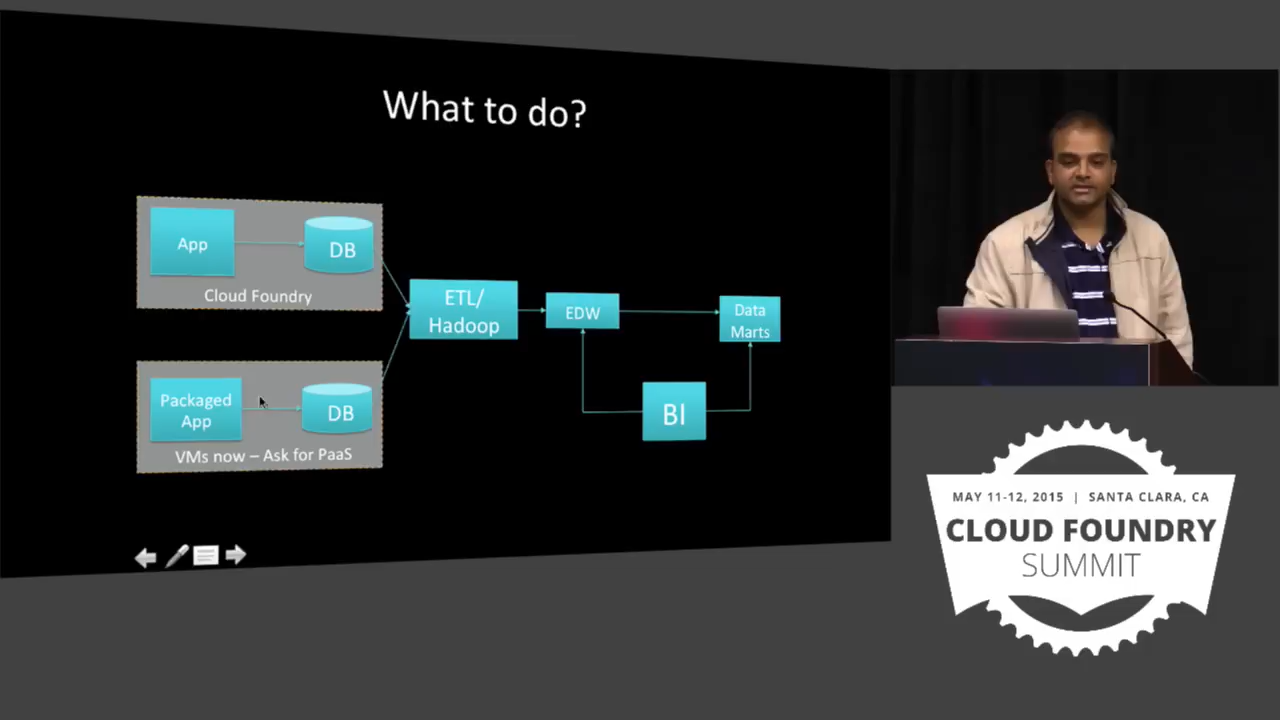 What to do?
App
DB
Cloud Foundry
ETL/
Hadoop
EDW
Data
Marts
BI
Packaged
App
DB
VMs now – Ask for PaaS
MAY 11-12, 2015 | SANTA CLARA, CA
CLOUD FOUNDRY
SUMMIT